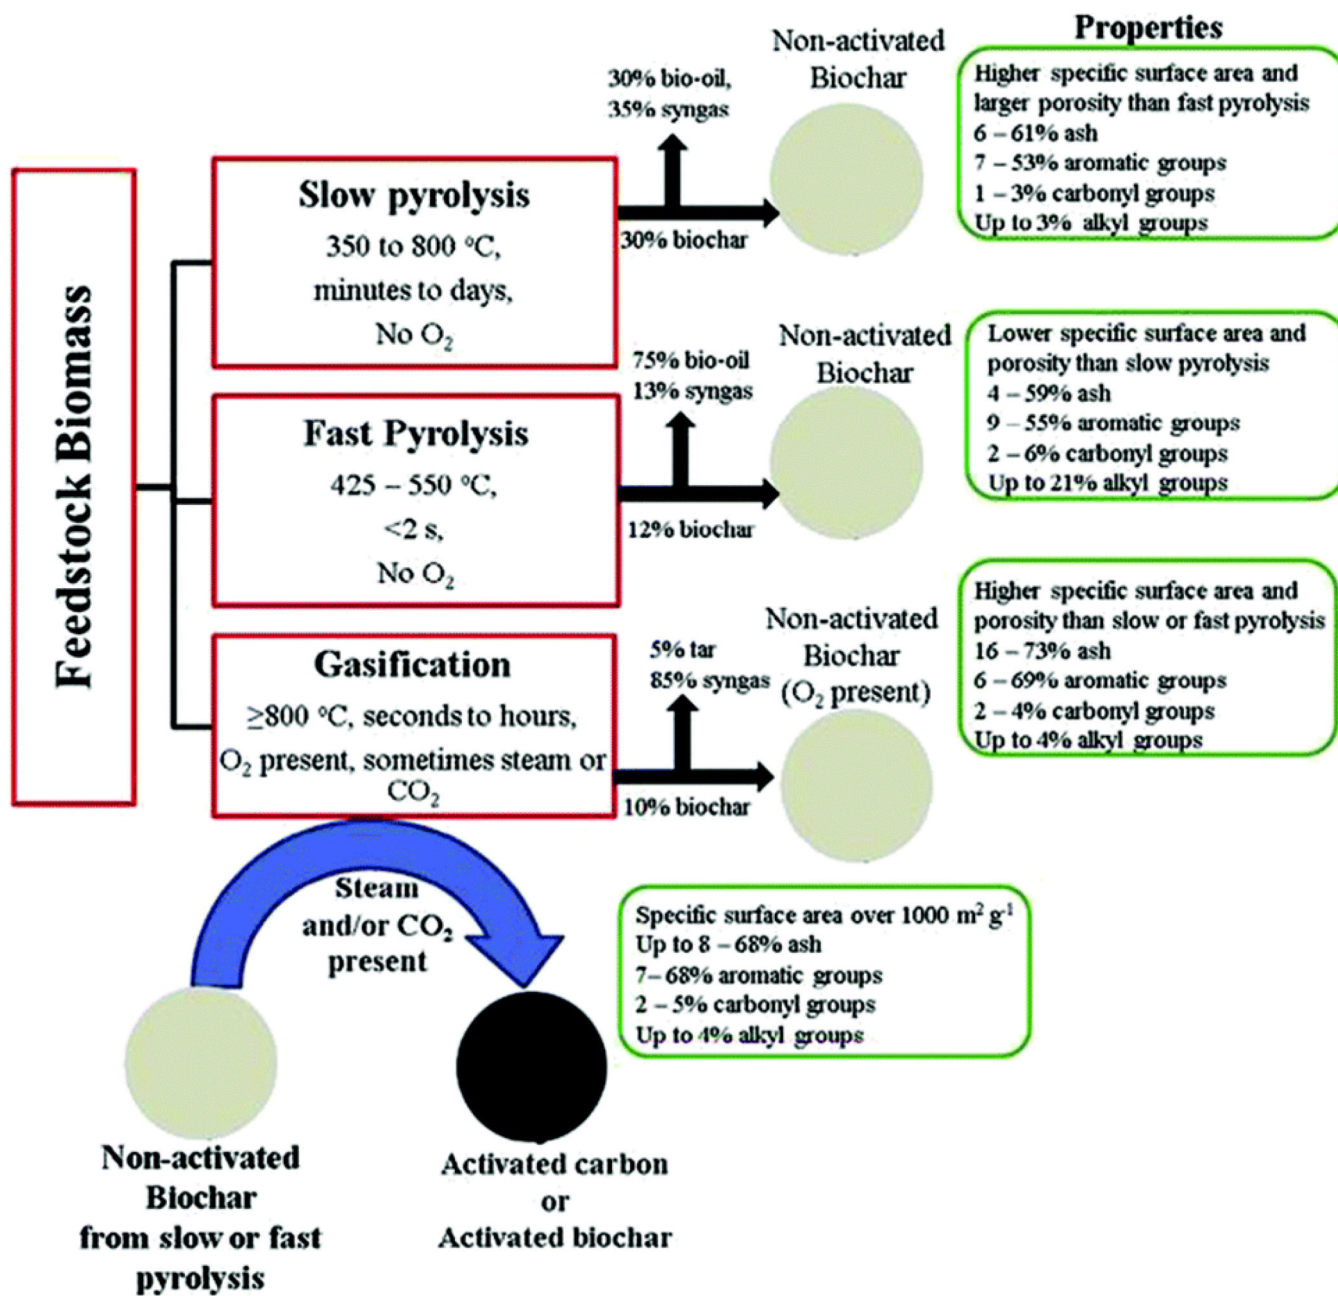 Feedstock Biomass
Slow pyrolysis
350 to 800 °C,
minutes to days,
No O₂
30% bio-oil,
35% syngas
30% biochar
Non-activated
Biochar
Properties
Higher specific surface area and
larger porosity than fast pyrolysis
6 – 61% ash
7 – 53% aromatic groups
1 – 3% carbonyl groups
Up to 3% alkyl groups
Fast Pyrolysis
425 – 550 °C,
<2 s,
No O₂
75% bio-oil
13% syngas
12% biochar
Non-activated
Biochar
Lower specific surface area and
porosity than slow pyrolysis
4 – 59% ash
9 – 55% aromatic groups
2 – 6% carbonyl groups
Up to 21% alkyl groups
Gasification
≥800 °C, seconds to hours,
O₂ present, sometimes steam or
CO₂
5% tar
85% syngas
10% biochar
Non-activated
Biochar
(O₂ present)
Higher specific surface area and
porosity than slow or fast pyrolysis
16 – 73% ash
6 – 69% aromatic groups
2 – 4% carbonyl groups
Up to 4% alkyl groups
Steam
and/or CO₂
present
Specific surface area over 1000 m² g⁻¹
Up to 8 – 68% ash
7– 68% aromatic groups
2 – 5% carbonyl groups
Up to 4% alkyl groups
Non-activated
Biochar
from slow or fast
pyrolysis
Activated carbon
or
Activated biochar